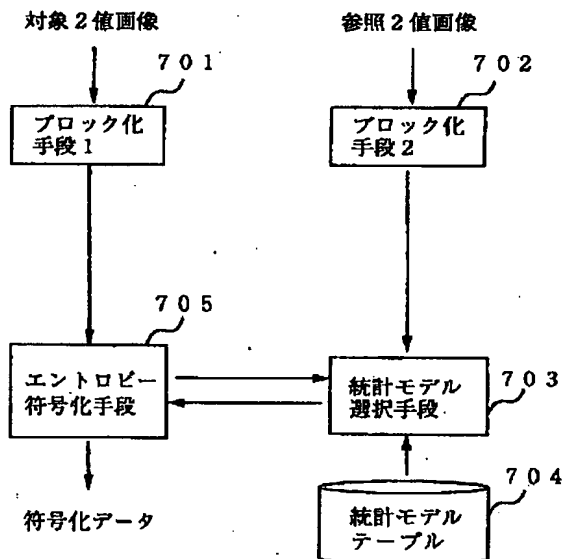 対象２値画像
参照２値画像
７０１
７０２
ブロック化
手段１
ブロック化
手段２
７０５
エントロピー
符号化手段
統計モデル
選択手段
７０３
７０４
符号化データ
統計モデル
テーブル